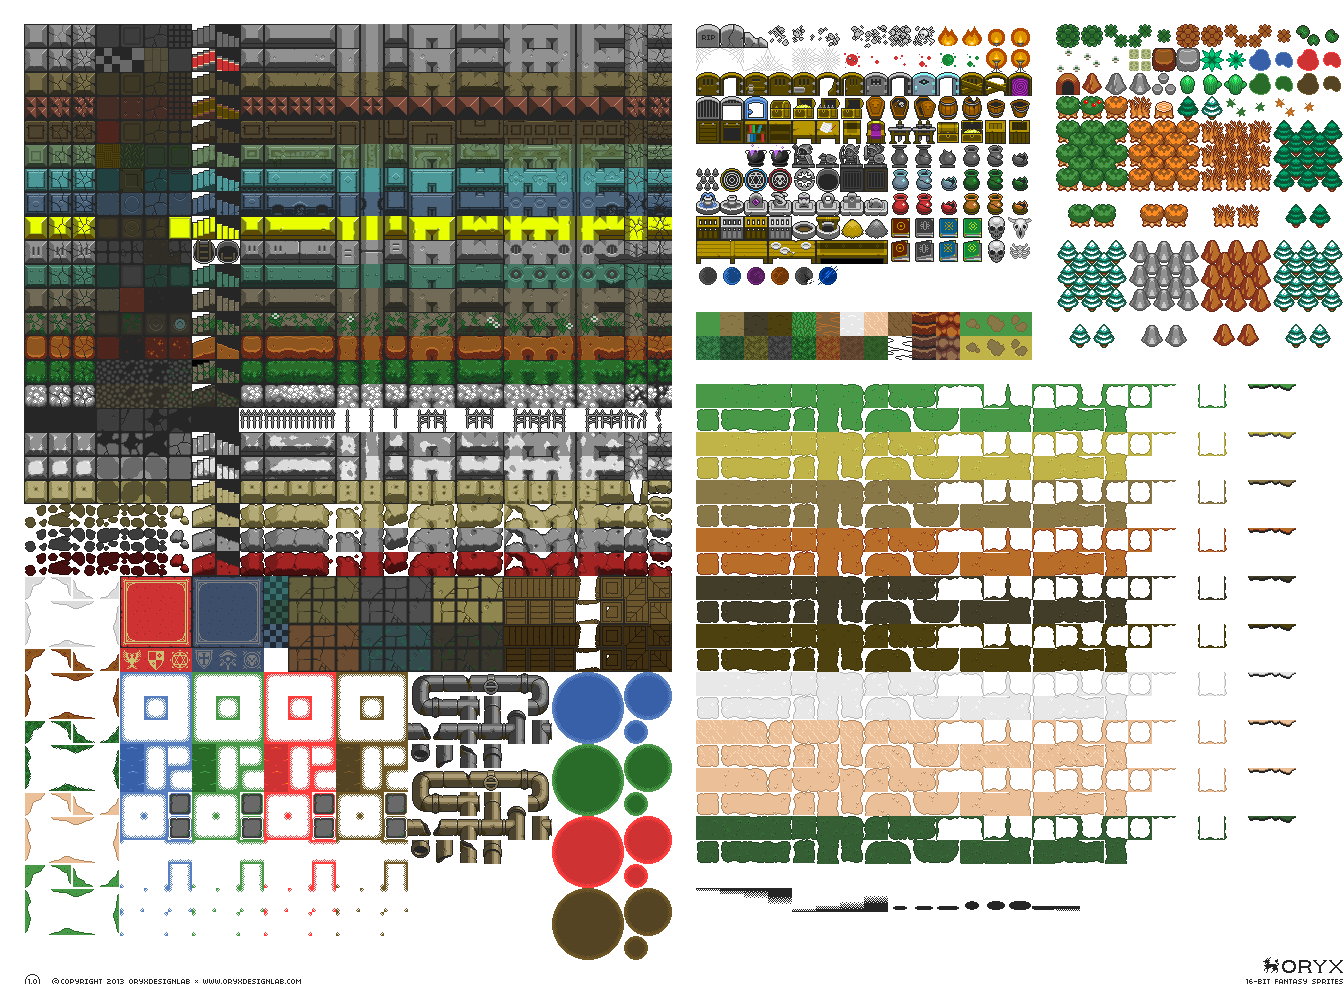 RIP
(1.0) ©COPYRIGHT 2013 ORYXDESIGNLAB × WWW.ORYXDESIGNLAB.COM
ORYX
16-BIT FANTASY SPRITES